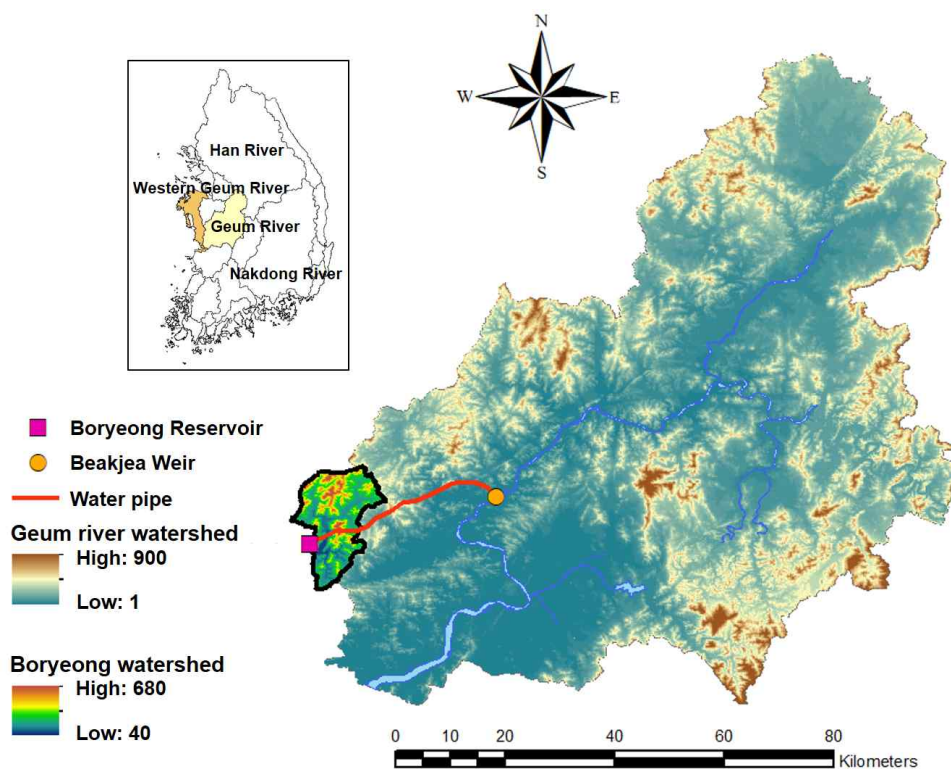 N
W
E
S
Han River
Western Geum River
Geum River
Nakdong River
Boryeong Reservoir
Beakjea Weir
Water pipe
Geum river watershed
High: 900
Low: 1
Boryeong watershed
High: 680
Low: 40
0 10 20 40 60 80
Kilometers